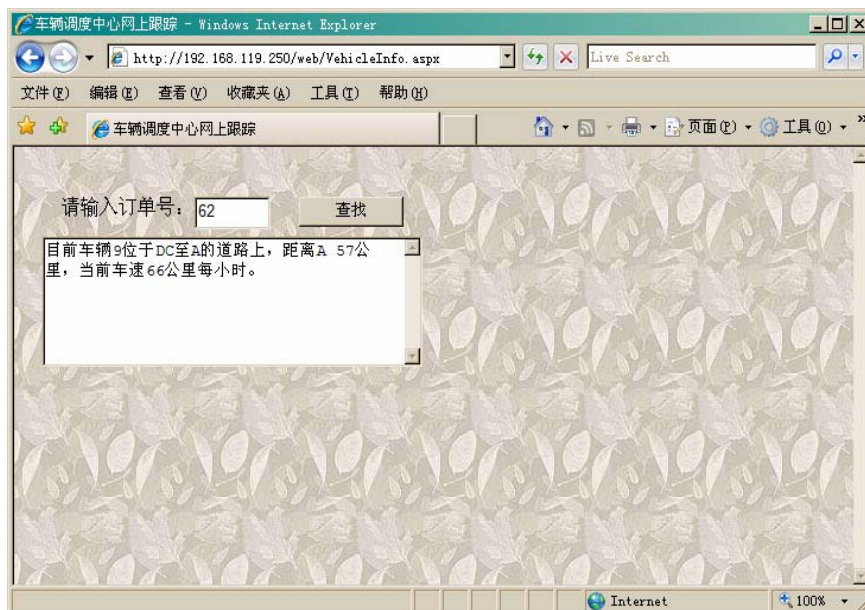 车辆调度中心网上跟踪 - Windows Internet Explorer
http://192.168.119.250/web/VehicleInfo.aspx
Live Search
文件(F) 编辑(E) 查看(V) 收藏夹(A) 工具(T) 帮助(H)
车辆调度中心网上跟踪
页面(P) 工具(O) »
请输入订单号: 62 查找
目前车辆9位于DC至A的道路上，距离A 57公
里，当前车速66公里每小时。
Internet 100%